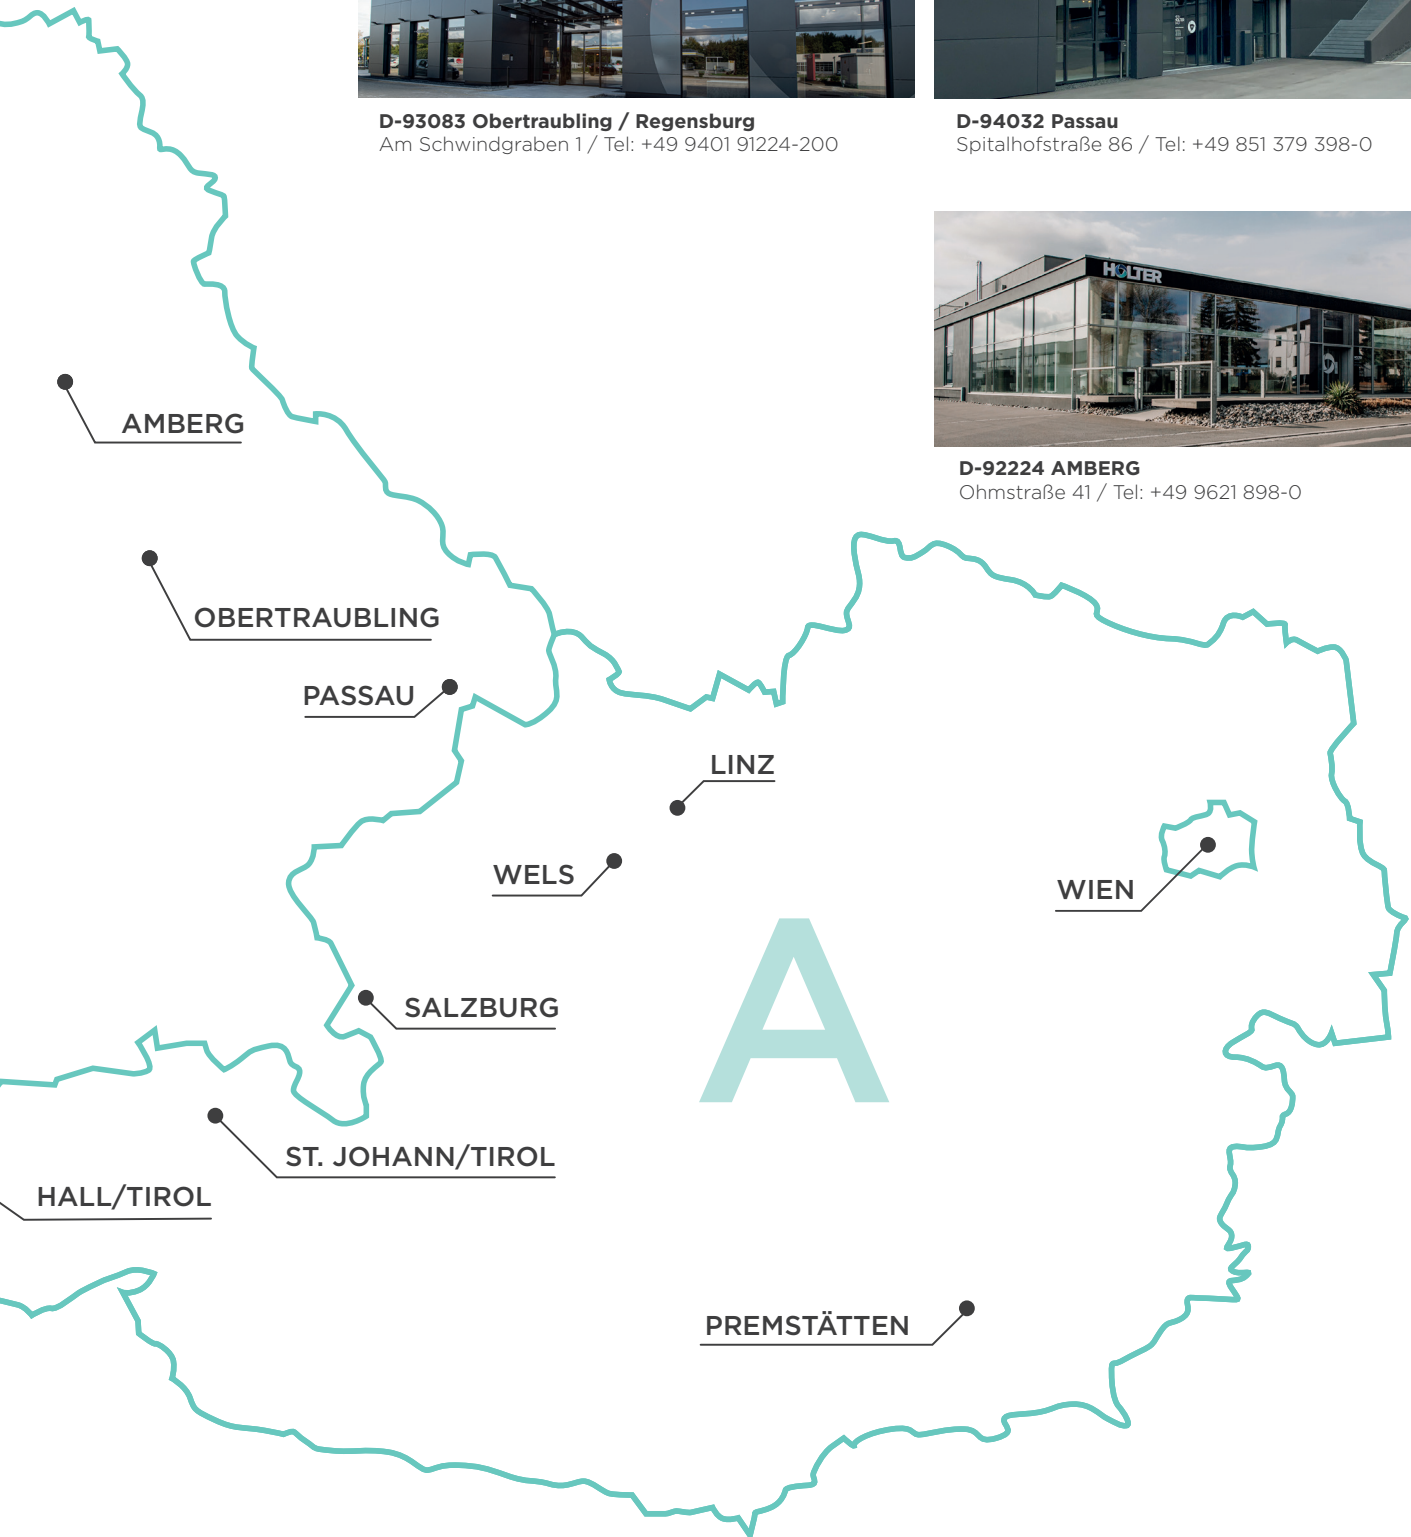 D-93083 Obertraubling / Regensburg
Am Schwindgraben 1 / Tel: +49 9401 91224-200
D-94032 Passau
Spitalhofstraße 86 / Tel: +49 851 379 398-0
HOLTER
D-92224 AMBERG
Ohmstraße 41 / Tel: +49 9621 898-0
AMBERG
OBERTRAUBLING
PASSAU
LINZ
WELS
WIEN
A
SALZBURG
ST. JOHANN/TIROL
HALL/TIROL
PREMSTÄTTEN